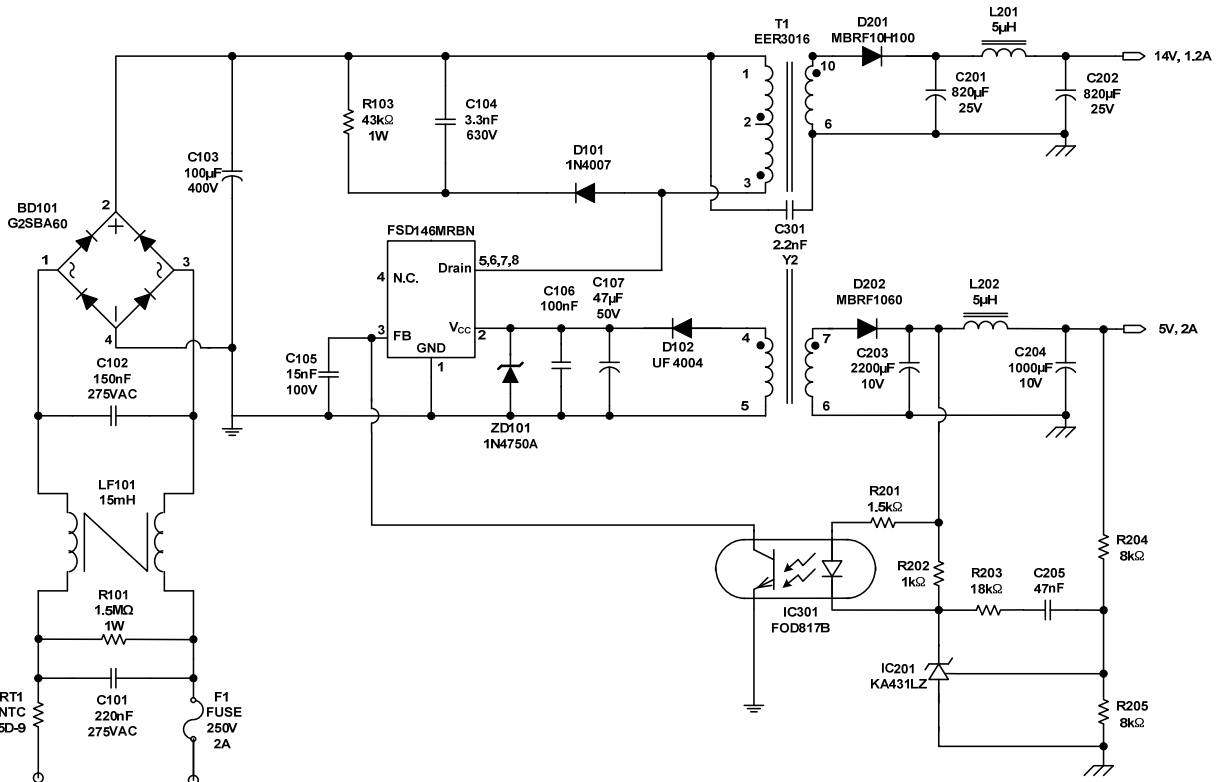 T1
EER3016
D201
MBRF10H100
L201
5µH
14V, 1.2A
1
2
3
10
6
C201
820µF
25V
C202
820µF
25V
R103
43kΩ
1W
C104
3.3nF
630V
D101
1N4007
C103
100µF
400V
BD101
G2SBA60
2
1
3
4
+
FSD146MRBN
4
N.C.
Drain
5,6,7,8
3
FB
VCC
2
GND
1
C301
2.2nF
Y2
C106
100nF
C107
47µF
50V
D102
UF 4004
4
5
7
6
D202
MBRF1060
L202
5µH
5V, 2A
C203
2200µF
10V
C204
1000µF
10V
C102
150nF
275VAC
C105
15nF
100V
ZD101
1N4750A
LF101
15mH
R201
1.5kΩ
R202
1kΩ
R203
18kΩ
C205
47nF
R204
8kΩ
IC301
FOD817B
IC201
KA431LZ
R205
8kΩ
R101
1.5MΩ
1W
C101
220nF
275VAC
RT1
NTC
5D-9
F1
FUSE
250V
2A